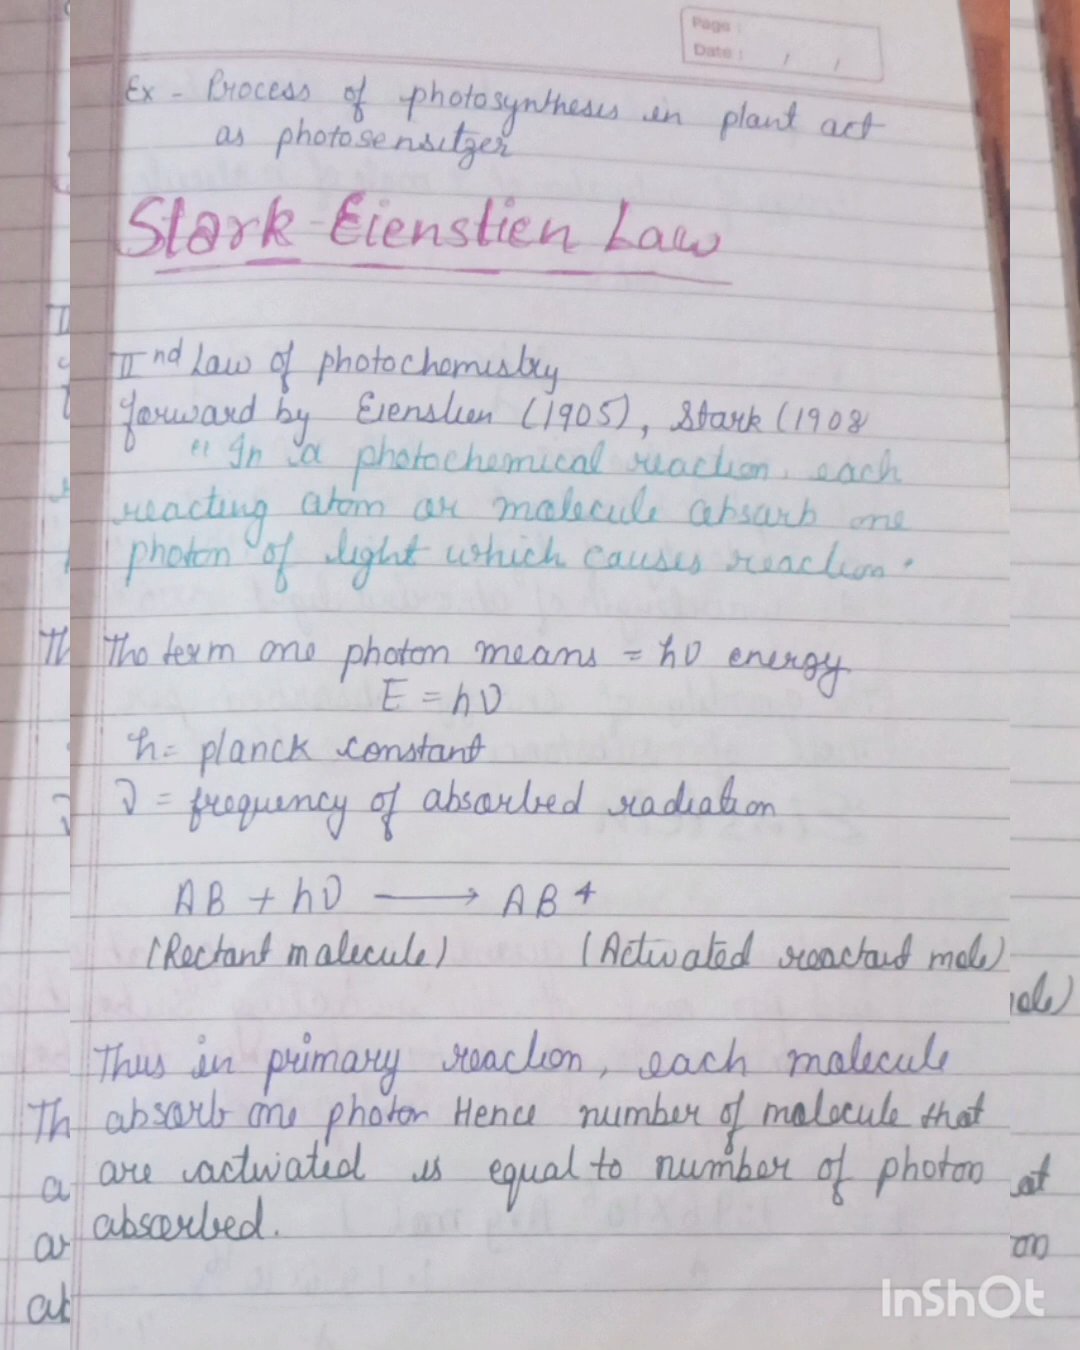 Page :
Date : / /
Ex - Process of photosynthesis in plant act
as photosensitzer
Stark-Eienstien Law
IInd Law of photochemistry
forward by Eienstien (1905), Stark (1908
" In a photochemical reaction, each
reacting atom or molecule absorb one
photon of light which causes reaction.
The term one photon means = hν energy
E = hν
h = planck constant
ν = frequency of absorbed radiation
AB + hν ⟶ AB +
(Rectant molecule) (Activated reactant mole)
Thus in primary reaction, each molecule
absorb one photon Hence number of molecule that
are activated is equal to number of photon
absorbed.
InShOt